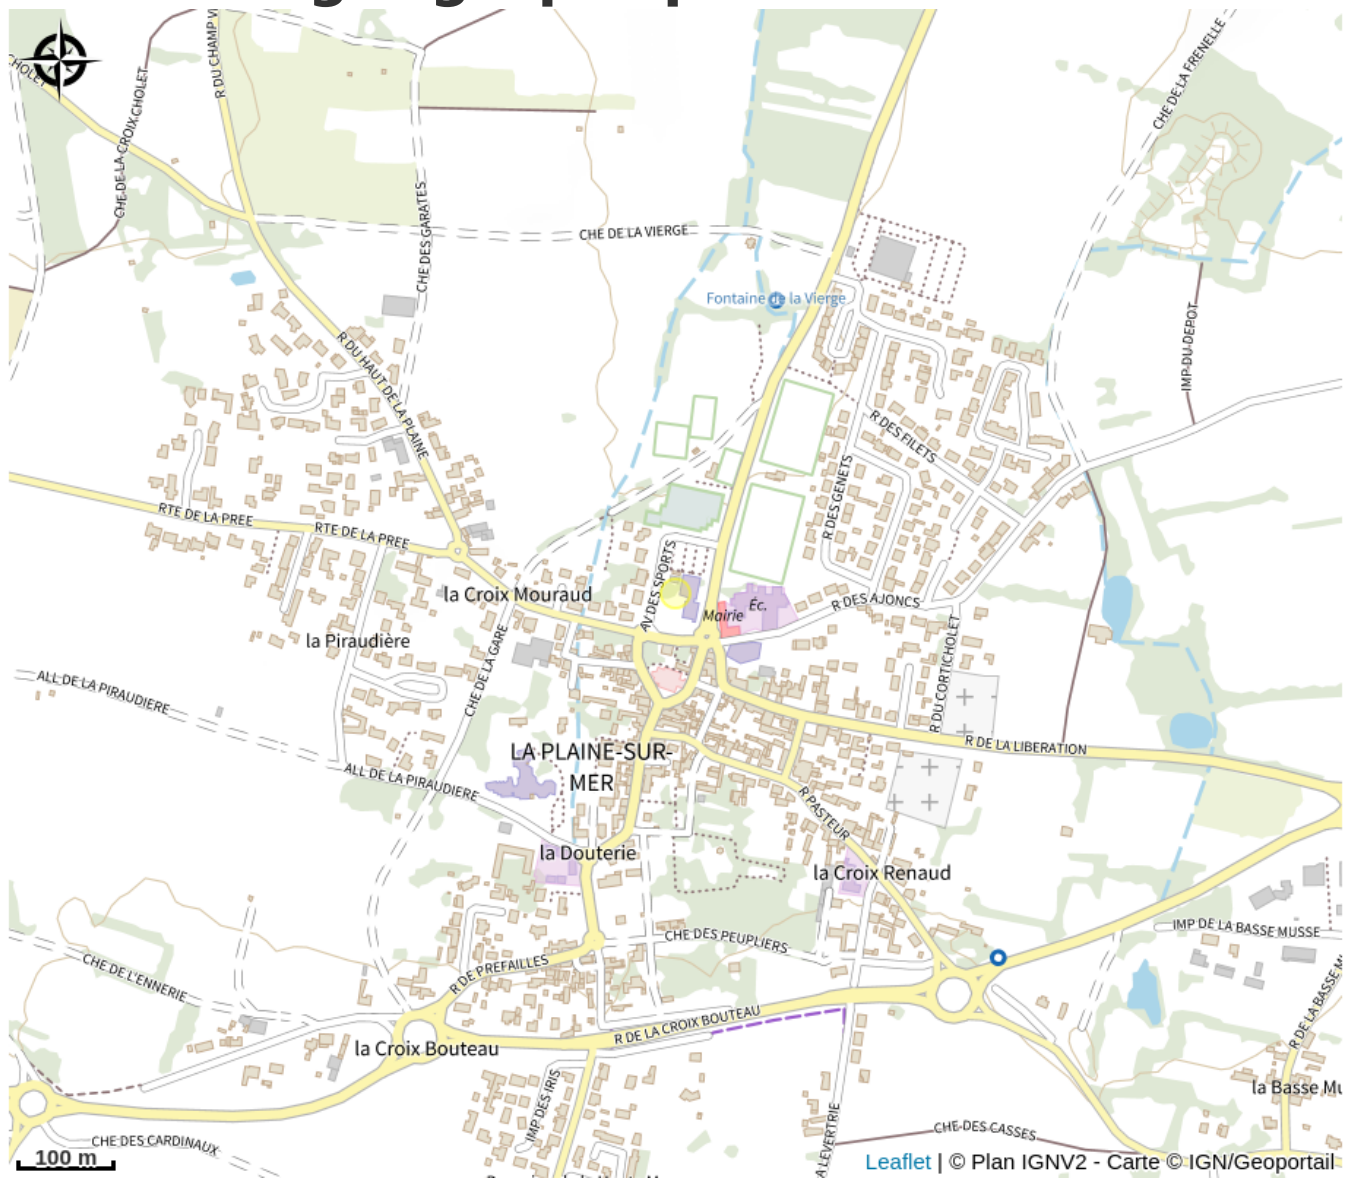 CHOLET
R DU CHAMP V
CHE DE LA CROIX CHOLET
CHE DE LA FRENELLE
CHE DES GARATES
CHE DE LA VIERGE
Fontaine de la Vierge
IMP DU DEPOT
R DU HAUT DE LA PLAINE
R DES FILETS
R DES GENETS
RTE DE LA PREE
RTE DE LA PREE
AV DES SPORTS
la Croix Mouraud
Mairie
Éc.
R DES AJONCS
la Piraudière
R DU CORTICHOLET
CHE DE LA GARE
ALL DE LA PIRAUDIERE
R DE LA LIBERATION
LA PLAINE-SUR-
MER
ALL DE LA PIRAUDIERE
R PASTEUR
la Douterie
la Croix Renaud
IMP DE LA BASSE MUSSE
CHE DES PEUPLIERS
CHE DE L'ENNERIE
R DE PREFAILLES
R DE LA BASSE M
R DE LA CROIX BOUTEAU
la Croix Bouteau
la Basse Mu
IMP DES IRIS
A LEVERTRIE
CHE DES CASSES
CHE DES CARDINAUX
100 m
Leaflet | © Plan IGNV2 - Carte © IGN/Geoportail